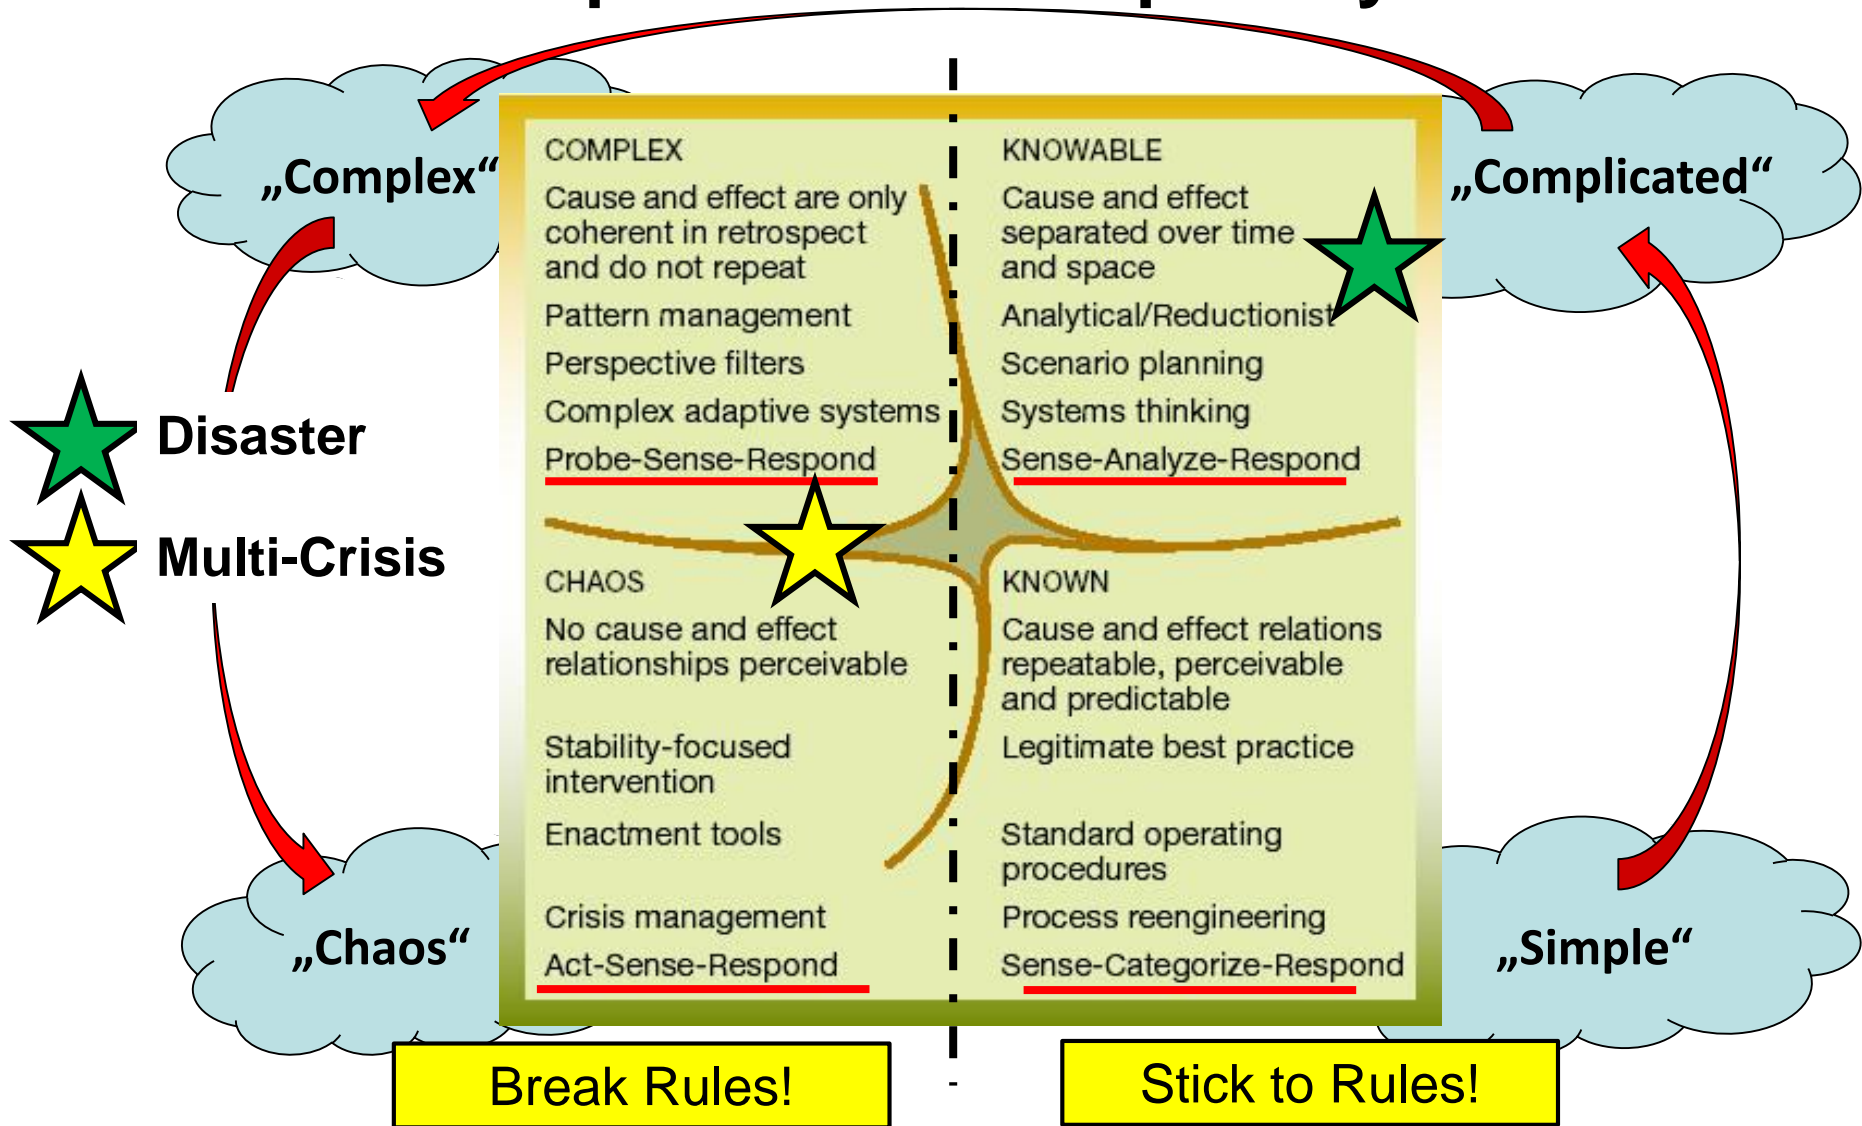 „Complex“
„Complicated“
COMPLEX
Cause and effect are only
coherent in retrospect
and do not repeat
Pattern management
Perspective filters
Complex adaptive systems
Probe-Sense-Respond
KNOWABLE
Cause and effect
separated over time
and space
Analytical/Reductionist
Scenario planning
Systems thinking
Sense-Analyze-Respond
Disaster
Multi-Crisis
CHAOS
No cause and effect
relationships perceivable
Stability-focused
intervention
Enactment tools
Crisis management
Act-Sense-Respond
KNOWN
Cause and effect relations
repeatable, perceivable
and predictable
Legitimate best practice
Standard operating
procedures
Process reengineering
Sense-Categorize-Respond
„Chaos“
„Simple“
Break Rules!
Stick to Rules!